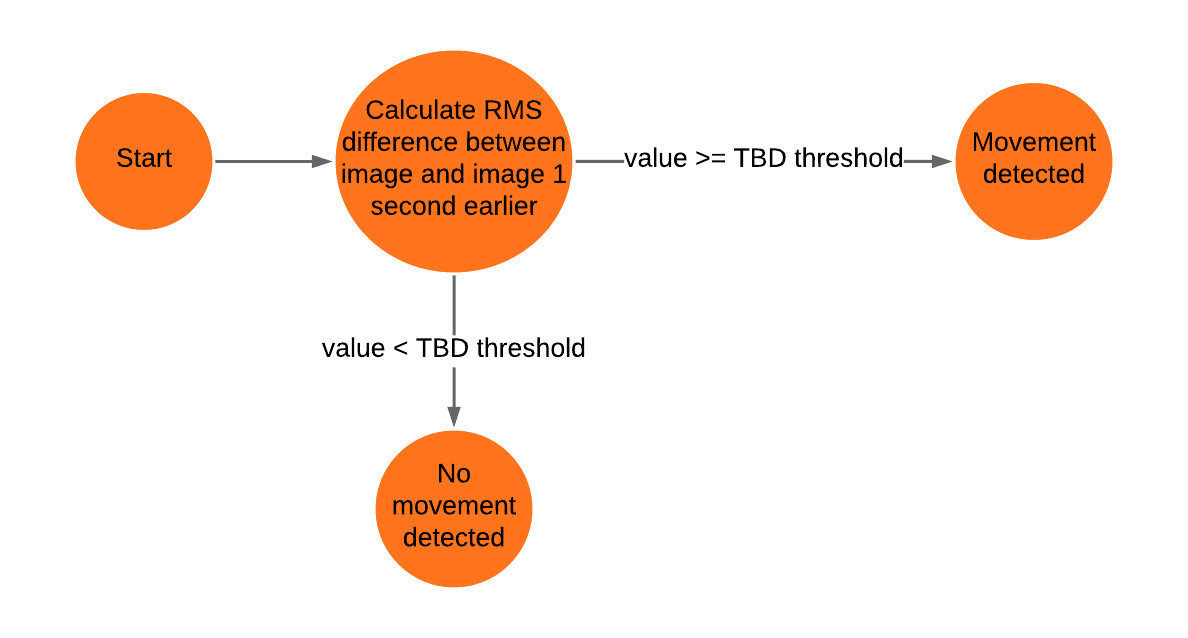 Start
Calculate RMS
difference between
image and image 1
second earlier
value >= TBD threshold
Movement
detected
value < TBD threshold
No
movement
detected